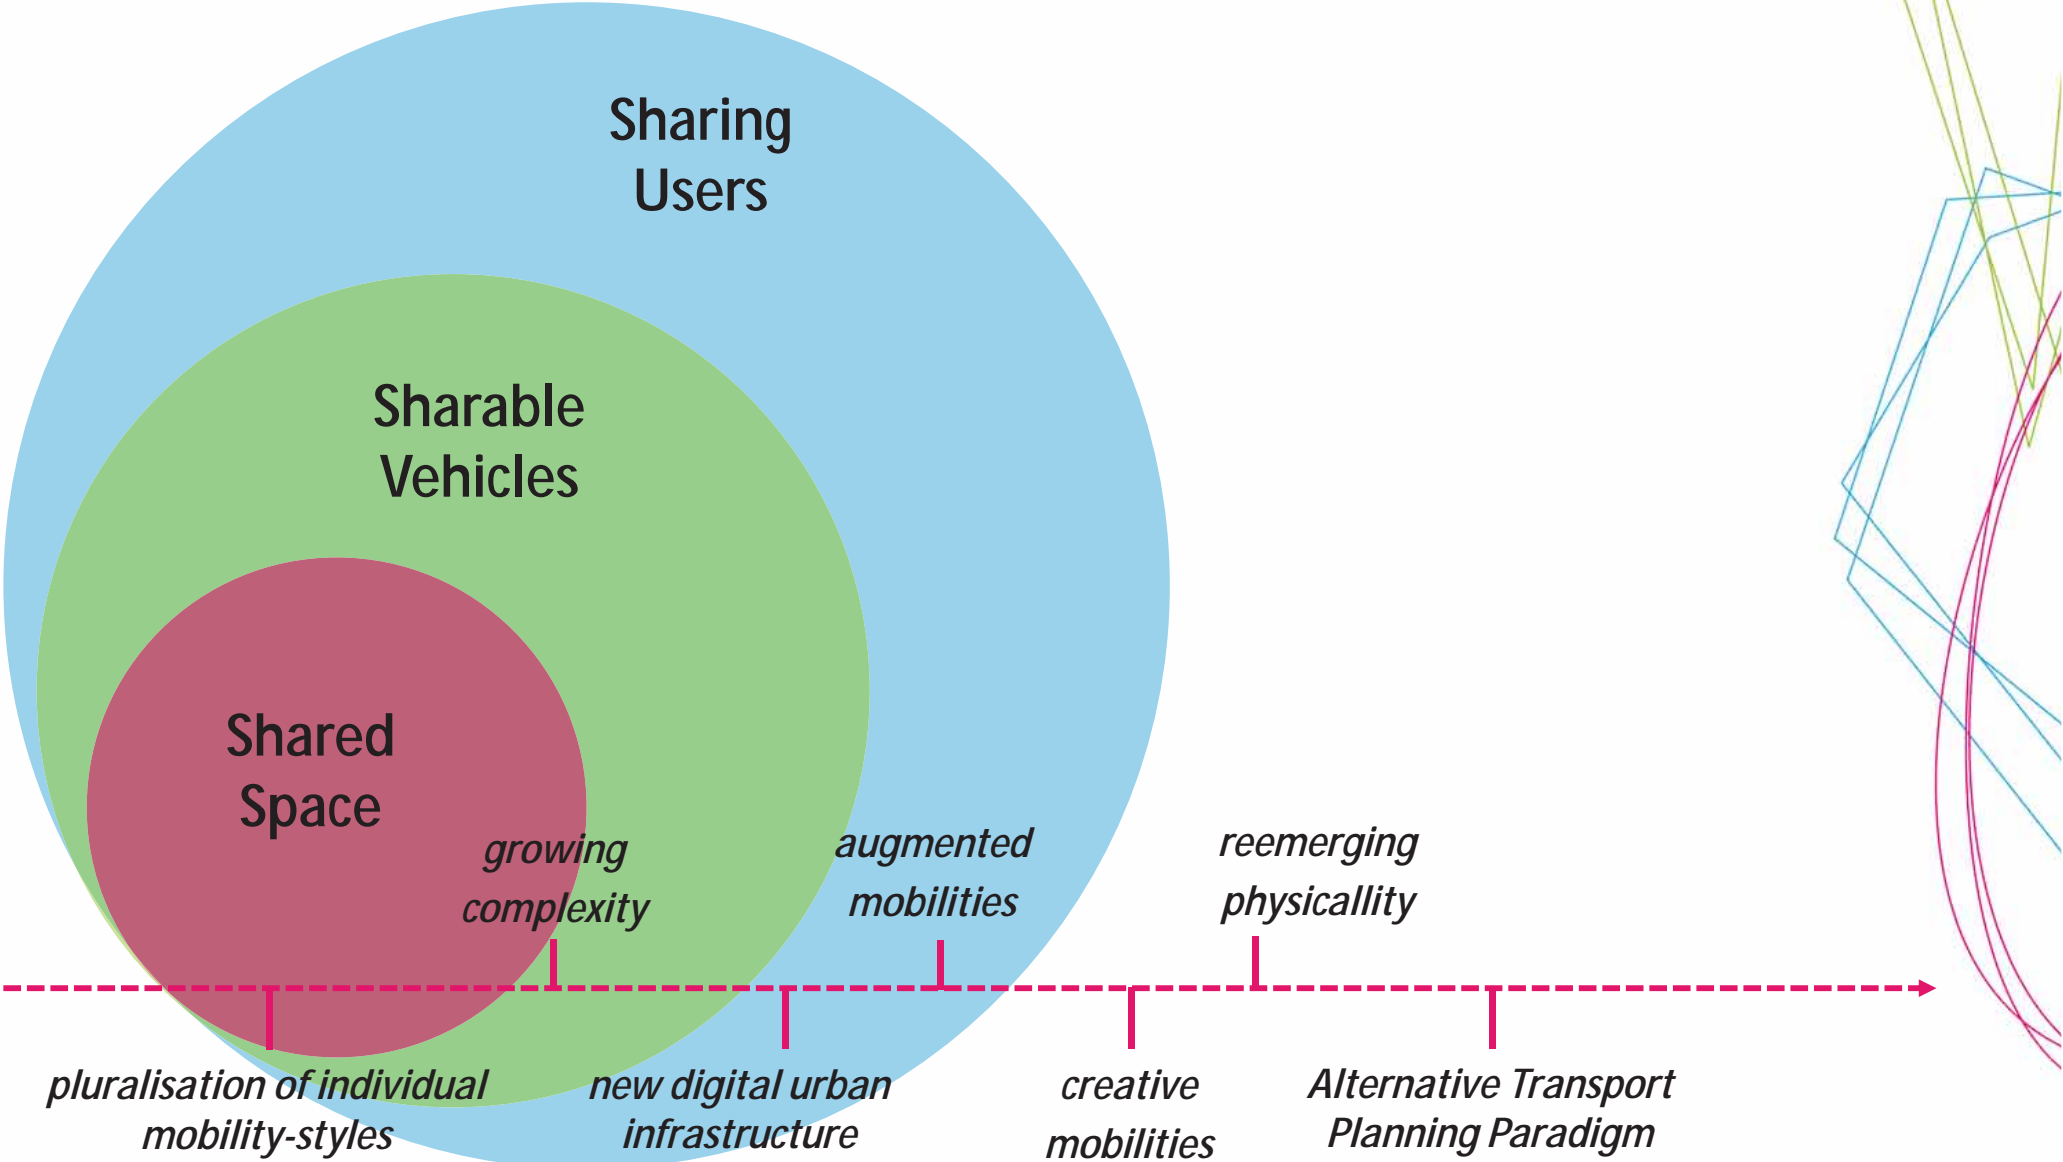 Sharing
Users
Sharable
Vehicles
Shared
Space
growing
complexity
augmented
mobilities
reemerging
physicallity
pluralisation of individual
mobility-styles
new digital urban
infrastructure
creative
mobilities
Alternative Transport
Planning Paradigm